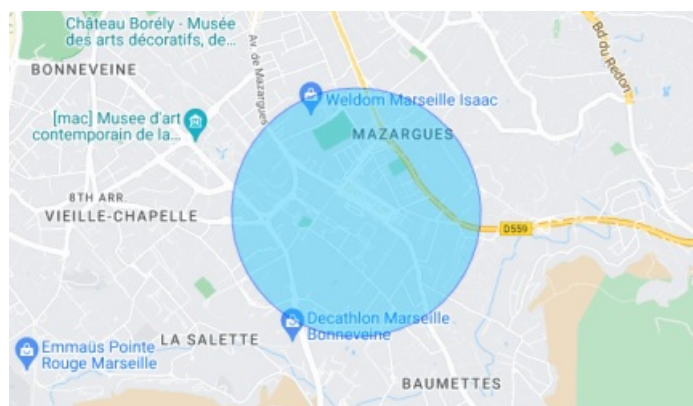 Château Borély - Musée
des arts décoratifs, de...
BONNEVEINE
Av. de Mazargues
Bd du Redon
Weldom Marseille Isaac
[mac] Musee d'art
contemporain de la...
MAZARGUES
8TH ARR.
VIEILLE-CHAPELLE
D559
Decathlon Marseille
Bonneveine
LA SALETTE
Emmaüs Pointe
Rouge Marseille
BAUMETTES